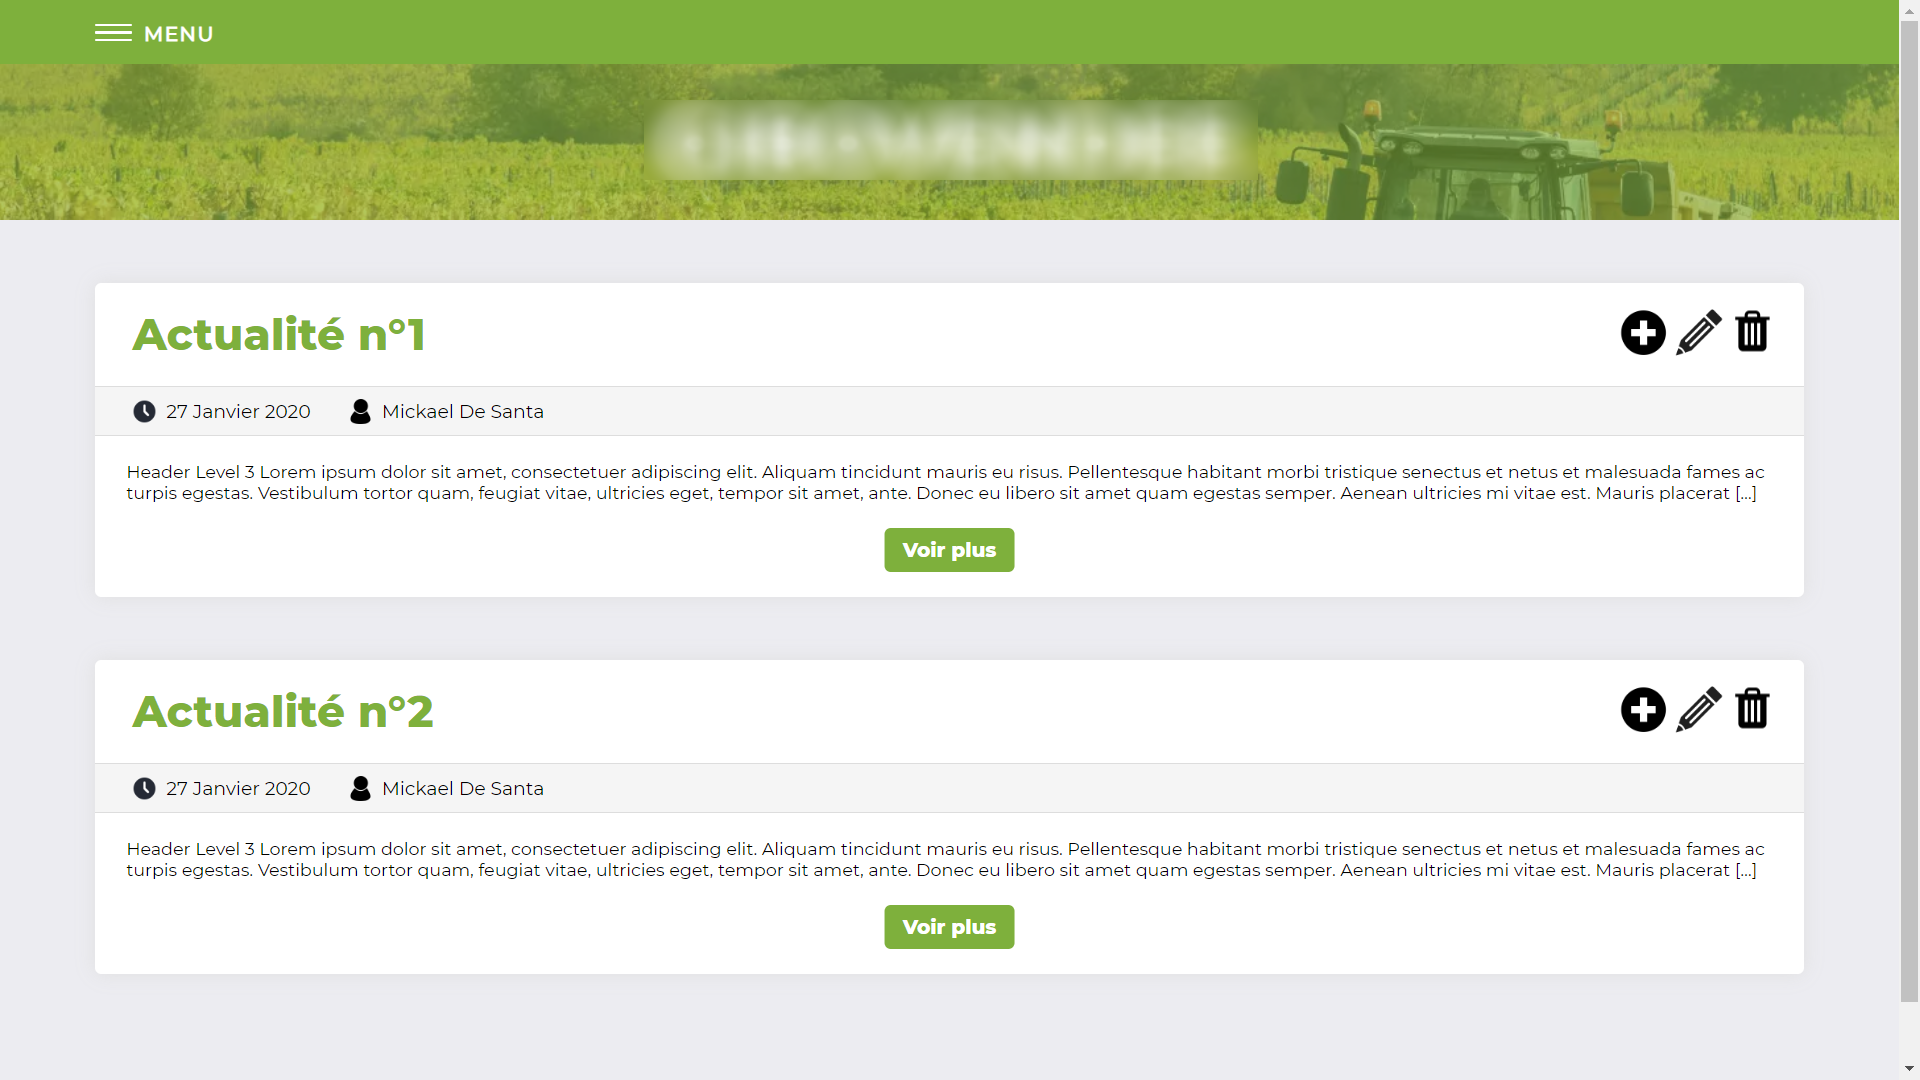 MENU
Actualité n°1
27 Janvier 2020 Mickael De Santa
Header Level 3 Lorem ipsum dolor sit amet, consectetuer adipiscing elit. Aliquam tincidunt mauris eu risus. Pellentesque habitant morbi tristique senectus et netus et malesuada fames ac
turpis egestas. Vestibulum tortor quam, feugiat vitae, ultricies eget, tempor sit amet, ante. Donec eu libero sit amet quam egestas semper. Aenean ultricies mi vitae est. Mauris placerat [...]
Voir plus
Actualité n°2
27 Janvier 2020 Mickael De Santa
Header Level 3 Lorem ipsum dolor sit amet, consectetuer adipiscing elit. Aliquam tincidunt mauris eu risus. Pellentesque habitant morbi tristique senectus et netus et malesuada fames ac
turpis egestas. Vestibulum tortor quam, feugiat vitae, ultricies eget, tempor sit amet, ante. Donec eu libero sit amet quam egestas semper. Aenean ultricies mi vitae est. Mauris placerat [...]
Voir plus